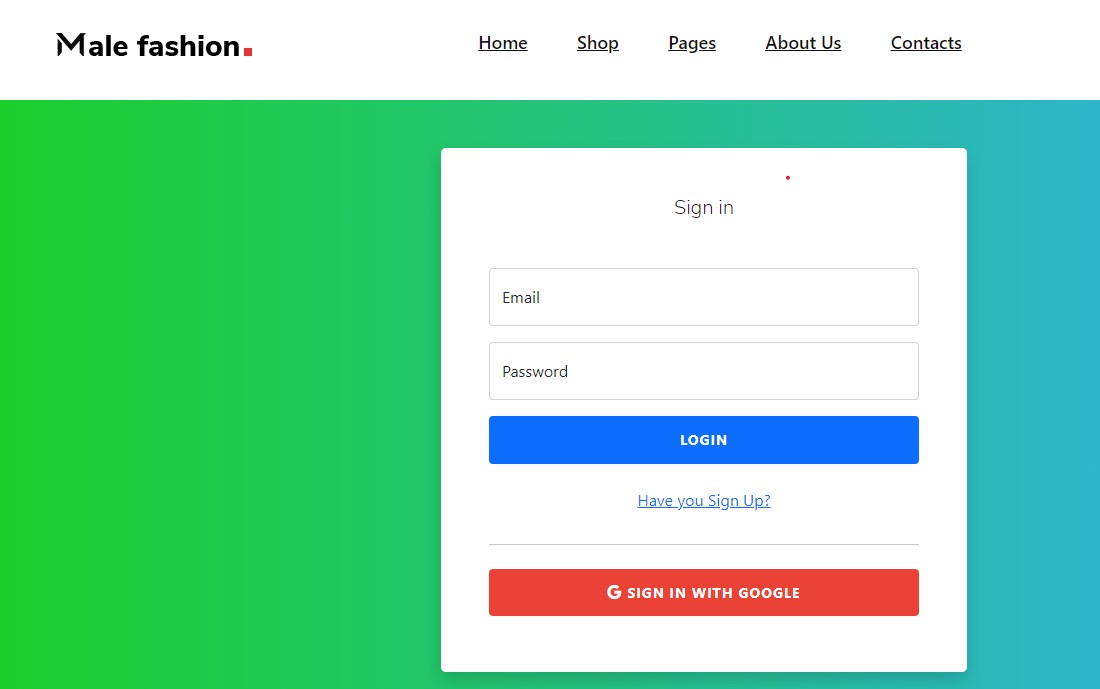 Male fashion.
Home Shop Pages About Us Contacts
Sign in
Email
Password
LOGIN
Have you Sign Up?
G SIGN IN WITH GOOGLE